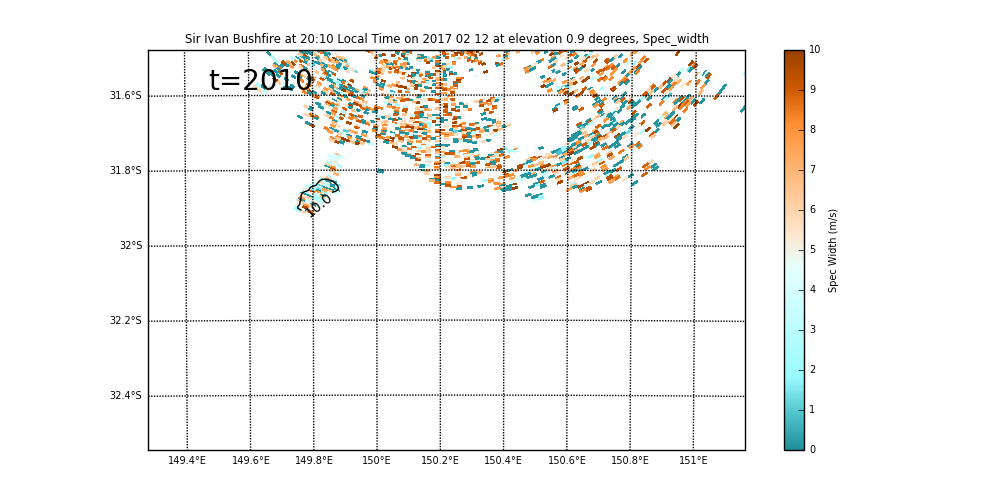 Sir Ivan Bushfire at 20:10 Local Time on 2017 02 12 at elevation 0.9 degrees, Spec_width
t=2010
31.6°S
31.8°S
32°S
32.2°S
32.4°S
10.0
149.4°E 149.6°E 149.8°E 150°E 150.2°E 150.4°E 150.6°E 150.8°E 151°E
10
9
8
7
6
5
4
3
2
1
0
Spec Width (m/s)